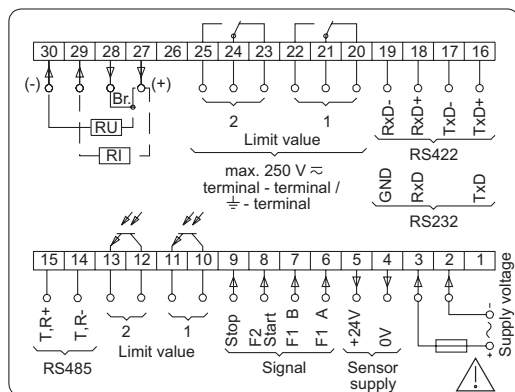 30 29 28 27 26 25 24 23 22 21 20 19 18 17 16
(-) (+)
Br.
RU
RI
2 1
Limit value
max. 250 V ⎓
terminal - terminal /
⏚ - terminal
RxD- RxD+ TxD- TxD+
RS422
GND RxD TxD
RS232
15 14 13 12 11 10 9 8 7 6 5 4 3 2 1
T,R+ T,R-
RS485
2 1
Limit value
Stop
F2 Start
F1 B
F1 A
Signal
+24V
0V
Sensor
supply
Supply voltage
- ~ +